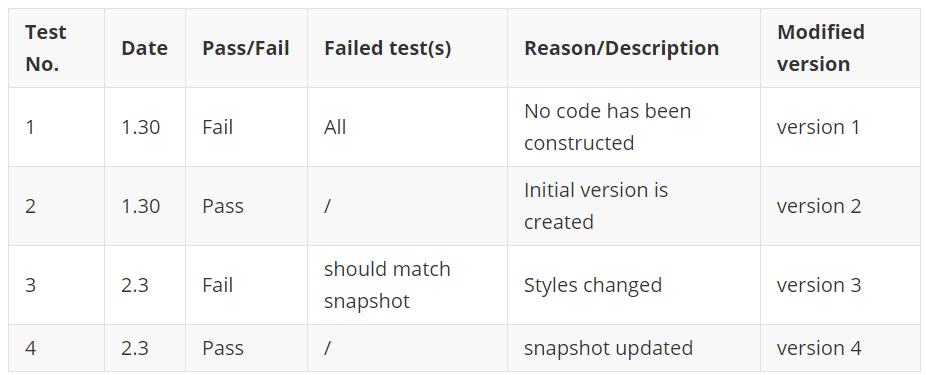 Test No. Date Pass/Fail Failed test(s) Reason/Description Modified version
1 1.30 Fail All No code has been constructed version 1
2 1.30 Pass / Initial version is created version 2
3 2.3 Fail should match snapshot Styles changed version 3
4 2.3 Pass / snapshot updated version 4